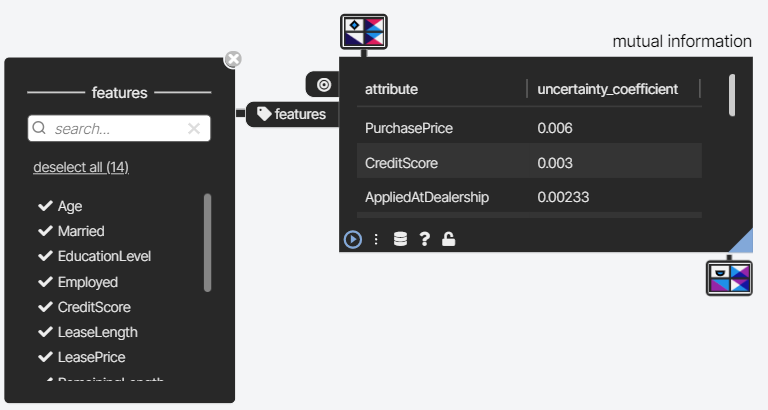 mutual information
features
search...
deselect all (14)
Age
Married
EducationLevel
Employed
CreditScore
LeaseLength
LeasePrice
RemainingLength
features
attribute uncertainty_coefficient
PurchasePrice 0.006
CreditScore 0.003
AppliedAtDealership 0.00233
?